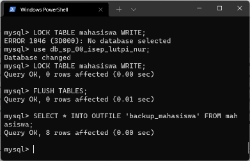 Windows PowerShell
mysql> LOCK TABLE mahasiswa WRITE;
ERROR 1046 (3D000): No database selected
mysql> use db_sp_00_isep_lutpi_nur;
Database changed
mysql> LOCK TABLE mahasiswa WRITE;
Query OK, 0 rows affected (0.00 sec)
mysql> FLUSH TABLES;
Query OK, 0 rows affected (0.01 sec)
mysql> SELECT * INTO OUTFILE 'backup_mahasiswa' FROM mah
asiswa;
Query OK, 8 rows affected (0.00 sec)
mysql>